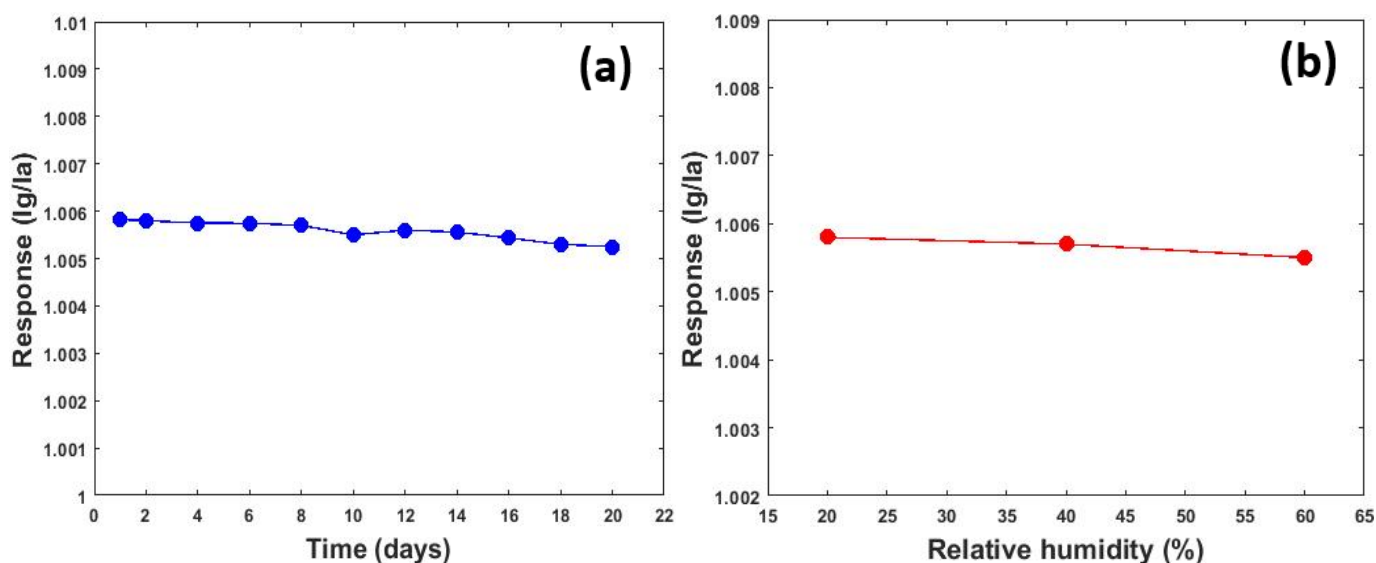 (a)
1.01
1.009
1.008
1.007
1.006
1.005
1.004
1.003
1.002
1.001
1
Response (Ig/Ia)
0 2 4 6 8 10 12 14 16 18 20 22
Time (days)
(b)
1.009
1.008
1.007
1.006
1.005
1.004
1.003
1.002
Response (Ig/Ia)
15 20 25 30 35 40 45 50 55 60 65
Relative humidity (%)